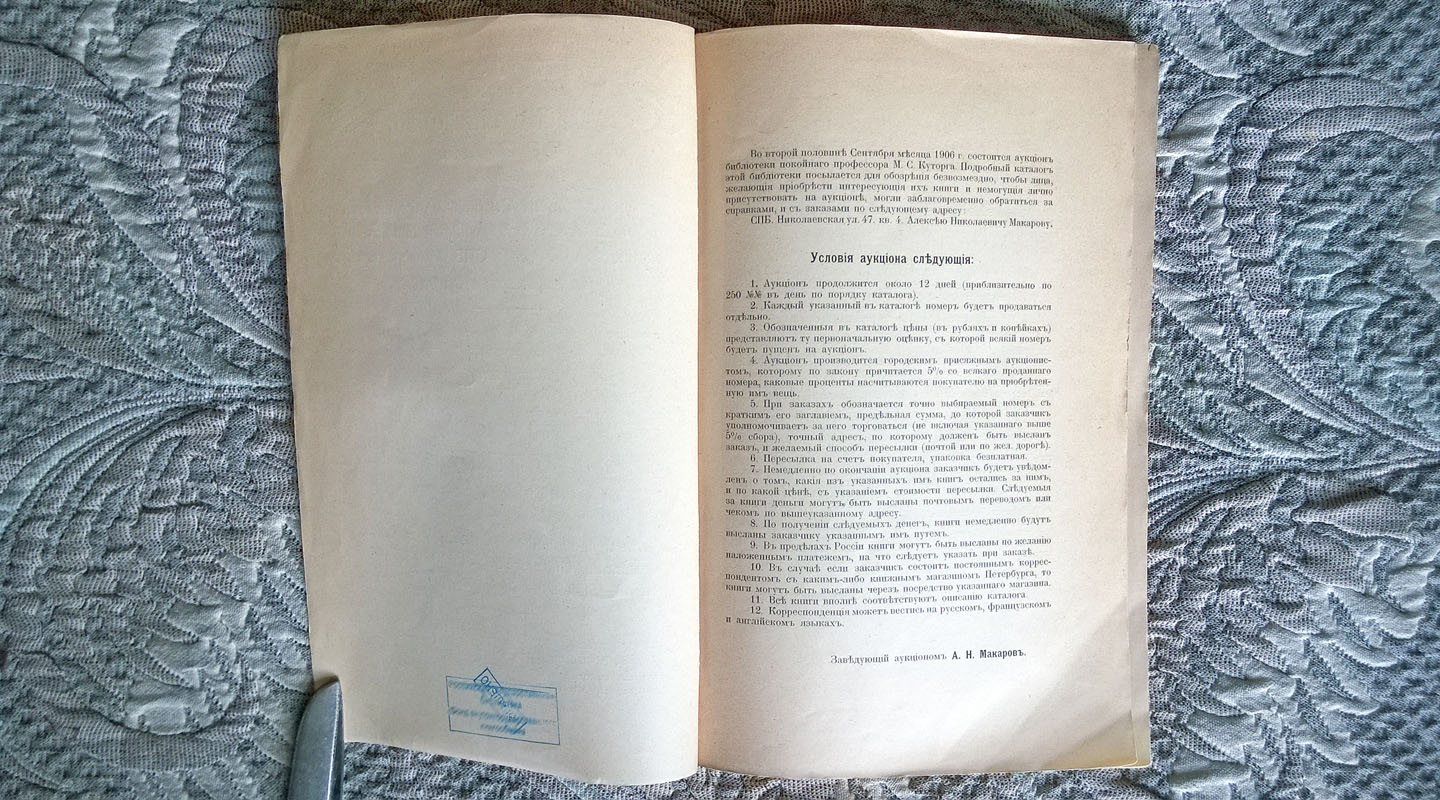 Во второй половинѣ Сентября мѣсяца 1906 г. состоится аукціонъ
библіотеки покойнаго профессора М. С. Куторга. Подробный каталогъ
этой библіотеки посылается для обозрѣнія безвозмездно, чтобы лица,
желающія пріобрѣсти интересующія ихъ книги и немогущія лично
присутствовать на аукціонѣ, могли заблаговременно обратиться за
справками, и съ заказами по слѣдующему адресу:
СПБ. Николаевская ул. 47. кв. 4. Алексѣю Николаевичу Макарову.
Условія аукціона слѣдующія:
1. Аукціонъ продолжится около 12 дней (приблизительно по
250 №№ въ день по порядку каталога).
2. Каждый указанный въ каталогѣ номеръ будетъ продаваться
отдѣльно.
3. Обозначенныя въ каталогѣ цѣны (въ рубляхъ и копѣйкахъ)
представляютъ ту первоначальную оцѣнку, съ которой всякій номеръ
будетъ пущенъ на аукціонъ.
4. Аукціонъ производится городскимъ присяжнымъ аукціонис-
томъ, которому по закону причитается 5% со всякаго проданнаго
номера, каковые проценты насчитываются покупателю на пріобрѣтен-
ную имъ вещь.
5. При заказахъ обозначается точно выбираемый номеръ съ
краткимъ его заглавіемъ, предѣльная сумма, до которой заказчикъ
уполномочиваетъ за него торговаться (не включая указаннаго выше
5% сбора), точный адресъ, по которому долженъ быть высланъ
заказъ, и желаемый способъ пересылки (почтой или по жел. дорогѣ).
6. Пересылка на счетъ покупателя, упаковка безплатная.
7. Немедленно по окончаніи аукціона заказчикъ будетъ увѣдом-
ленъ о томъ, какія изъ указанныхъ имъ книгъ остались за нимъ,
и по какой цѣнѣ, съ указаніемъ стоимости пересылки. Слѣдуемыя
за книги деньги могутъ быть высланы почтовымъ переводомъ или
чекомъ по вышеуказанному адресу.
8. По полученіи слѣдуемыхъ денегъ, книги немедленно будутъ
высланы заказчику указаннымъ имъ путемъ.
9. Въ предѣлахъ Россіи книги могутъ быть высланы по желанію
наложеннымъ платежемъ, на что слѣдуетъ указать при заказѣ.
10. Въ случаѣ если заказчикъ состоитъ постояннымъ коррес-
пондентомъ съ какимъ-либо книжнымъ магазиномъ Петербурга, то
книги могутъ быть высланы черезъ посредство указаннаго магазина.
11. Всѣ книги вполнѣ соотвѣтствуютъ описанію каталога.
12. Корреспонденція можетъ вестись на русскомъ, французскомъ
и англійскомъ языкахъ.
Завѣдующій аукціономъ А. Н. Макаровъ.